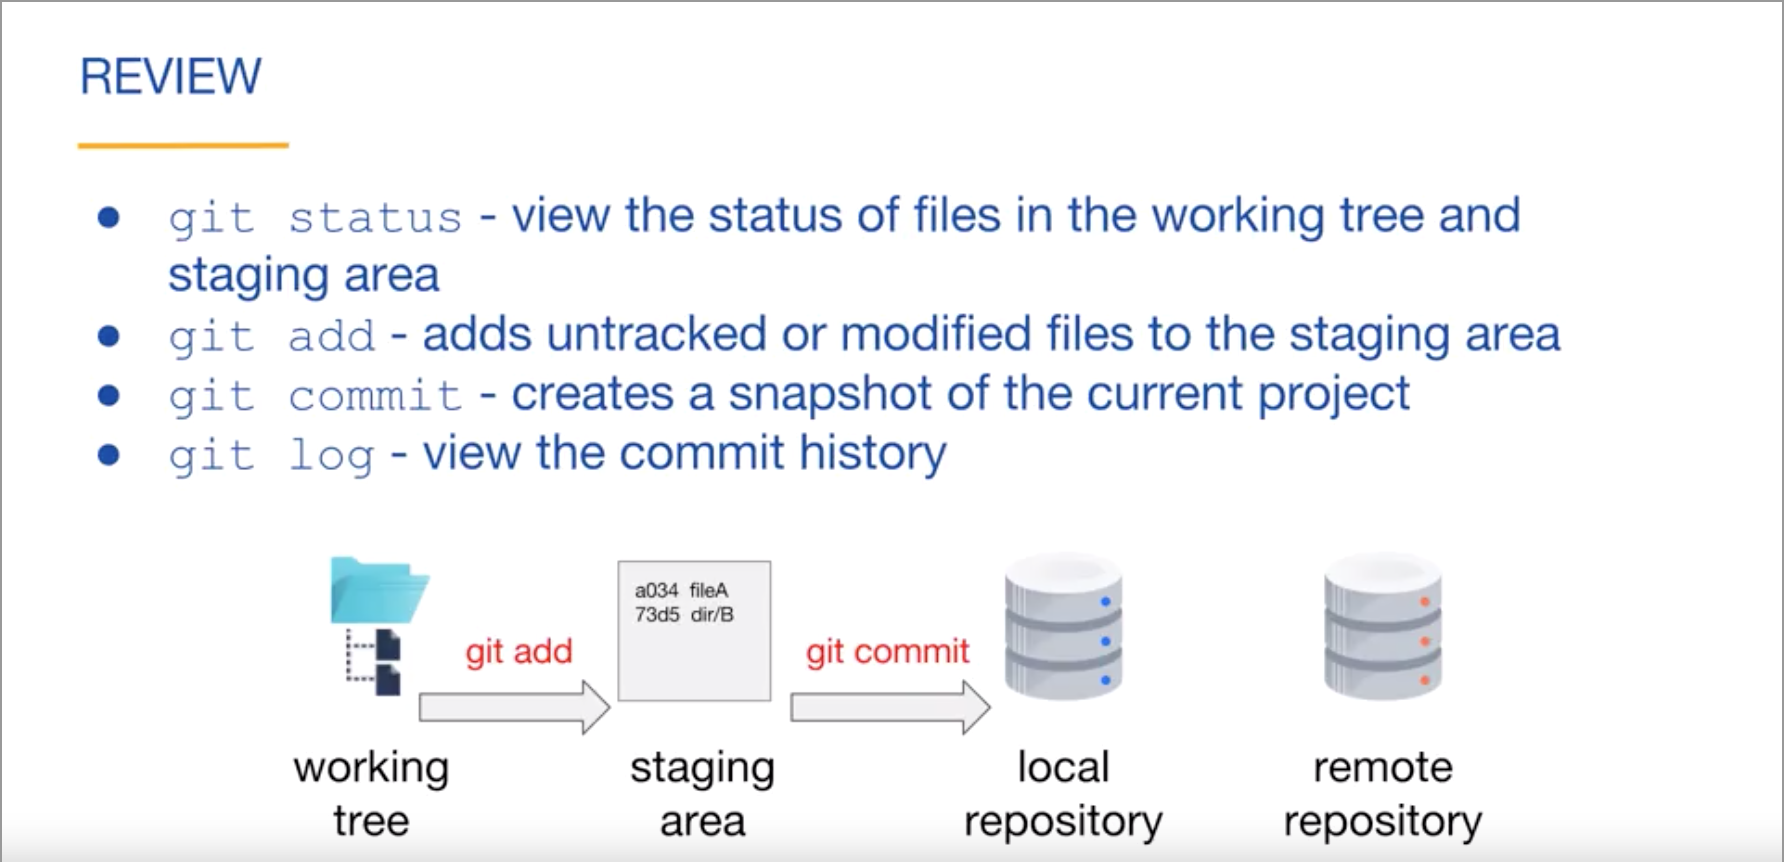 REVIEW
● git status - view the status of files in the working tree and
staging area
● git add - adds untracked or modified files to the staging area
● git commit - creates a snapshot of the current project
● git log - view the commit history
a034 fileA
73d5 dir/B
git add
git commit
working
tree
staging
area
local
repository
remote
repository